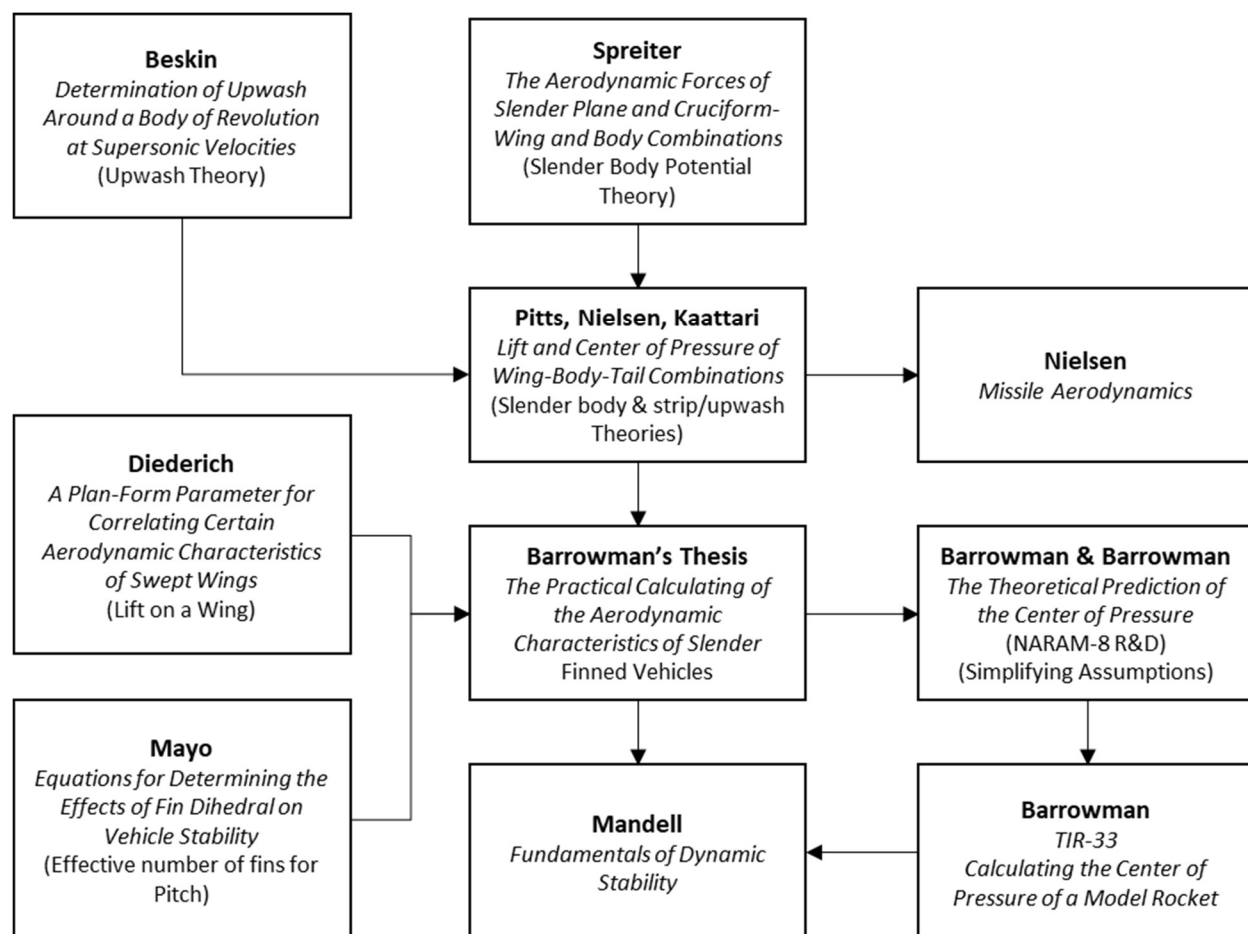 Beskin
Determination of Upwash
Around a Body of Revolution
at Supersonic Velocities
(Upwash Theory)
Spreiter
The Aerodynamic Forces of
Slender Plane and Cruciform-
Wing and Body Combinations
(Slender Body Potential
Theory)
Pitts, Nielsen, Kaattari
Lift and Center of Pressure of
Wing-Body-Tail Combinations
(Slender body & strip/upwash
Theories)
Nielsen
Missile Aerodynamics
Diederich
A Plan-Form Parameter for
Correlating Certain
Aerodynamic Characteristics
of Swept Wings
(Lift on a Wing)
Barrowman's Thesis
The Practical Calculating of
the Aerodynamic
Characteristics of Slender
Finned Vehicles
Barrowman & Barrowman
The Theoretical Prediction of
the Center of Pressure
(NARAM-8 R&D)
(Simplifying Assumptions)
Mayo
Equations for Determining the
Effects of Fin Dihedral on
Vehicle Stability
(Effective number of fins for
Pitch)
Mandell
Fundamentals of Dynamic
Stability
Barrowman
TIR-33
Calculating the Center of
Pressure of a Model Rocket